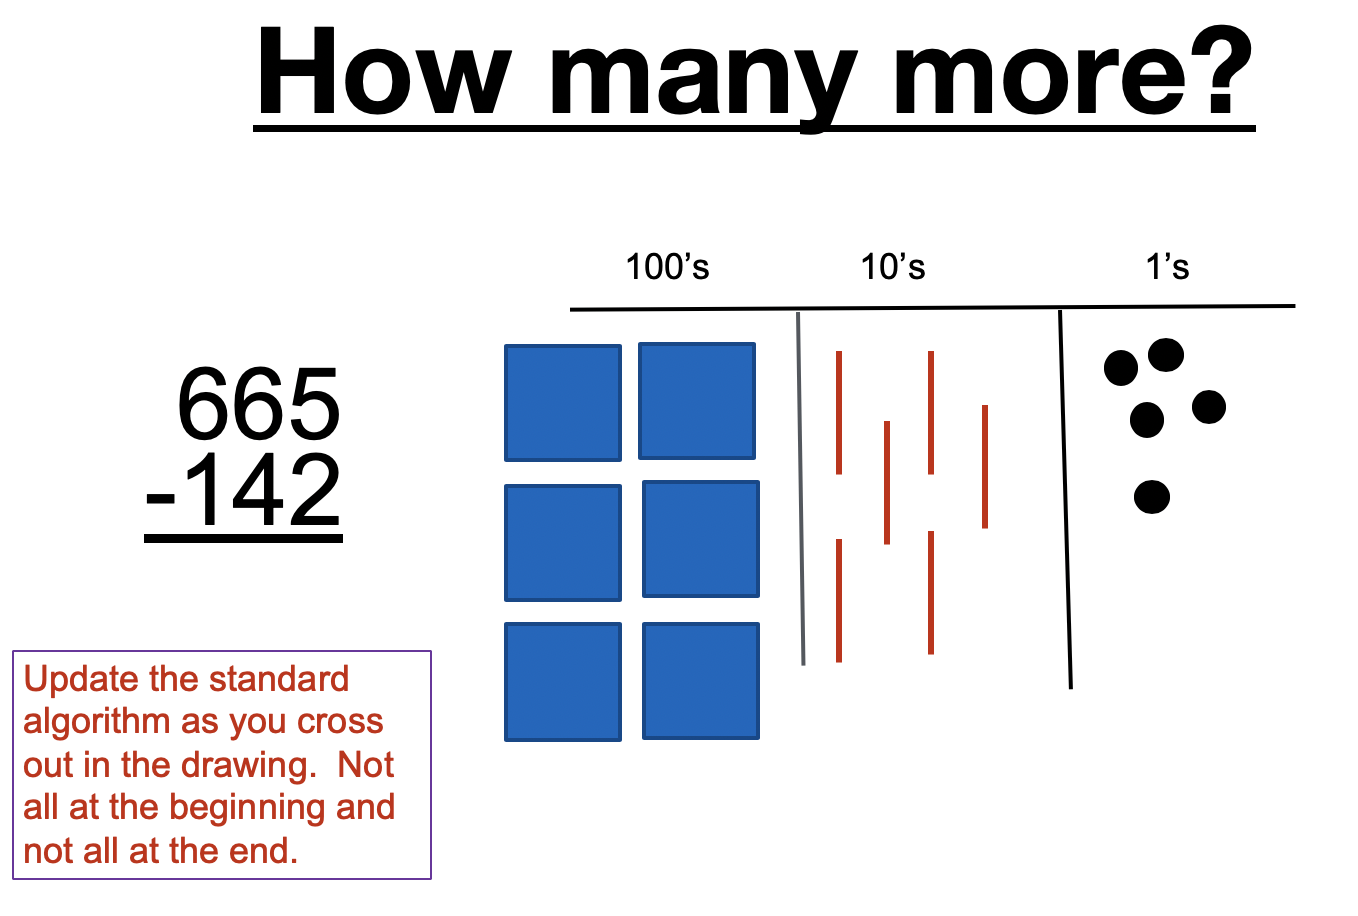 How many more?
100’s 10’s 1’s
665
-142
Update the standard
algorithm as you cross
out in the drawing.  Not
all at the beginning and
not all at the end.